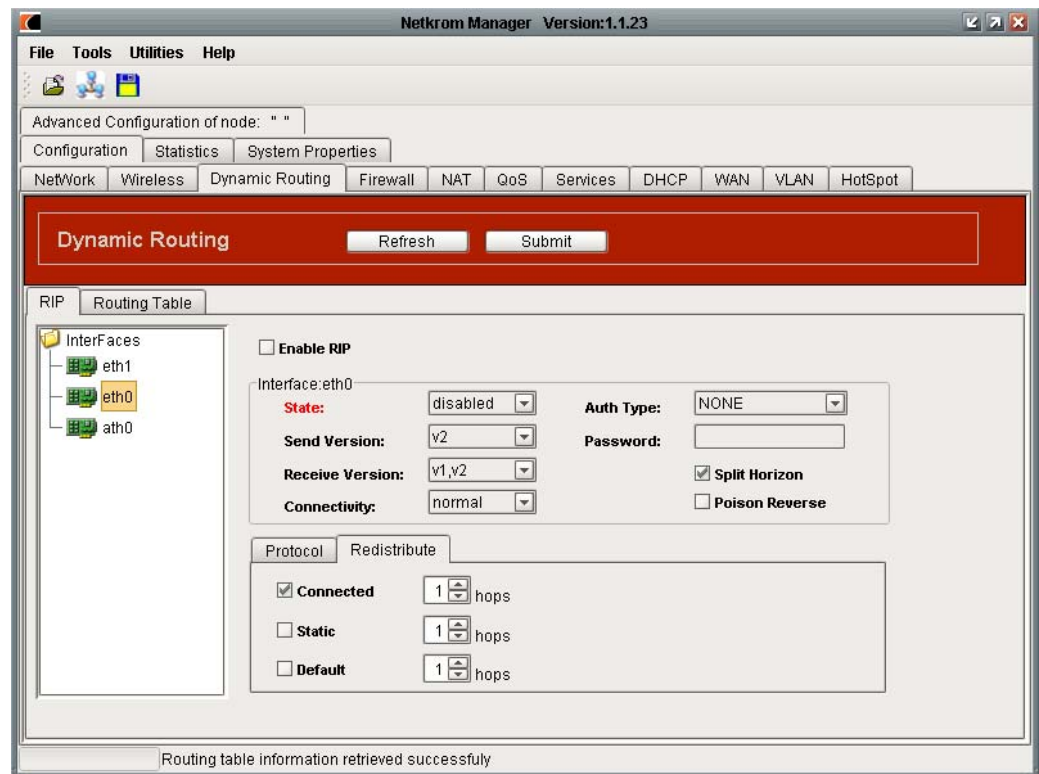 Netkrom Manager Version:1.1.23
File Tools Utilities Help
Advanced Configuration of node: " "
Configuration Statistics System Properties
NetWork Wireless Dynamic Routing Firewall NAT QoS Services DHCP WAN VLAN HotSpot
Dynamic Routing Refresh Submit
RIP Routing Table
InterFaces
eth1
eth0
ath0
Enable RIP
Interface:eth0
State: disabled Auth Type: NONE
Send Version: v2 Password:
Receive Version: v1,v2 Split Horizon
Connectivity: normal Poison Reverse
Protocol Redistribute
Connected 1 hops
Static 1 hops
Default 1 hops
Routing table information retrieved successfuly